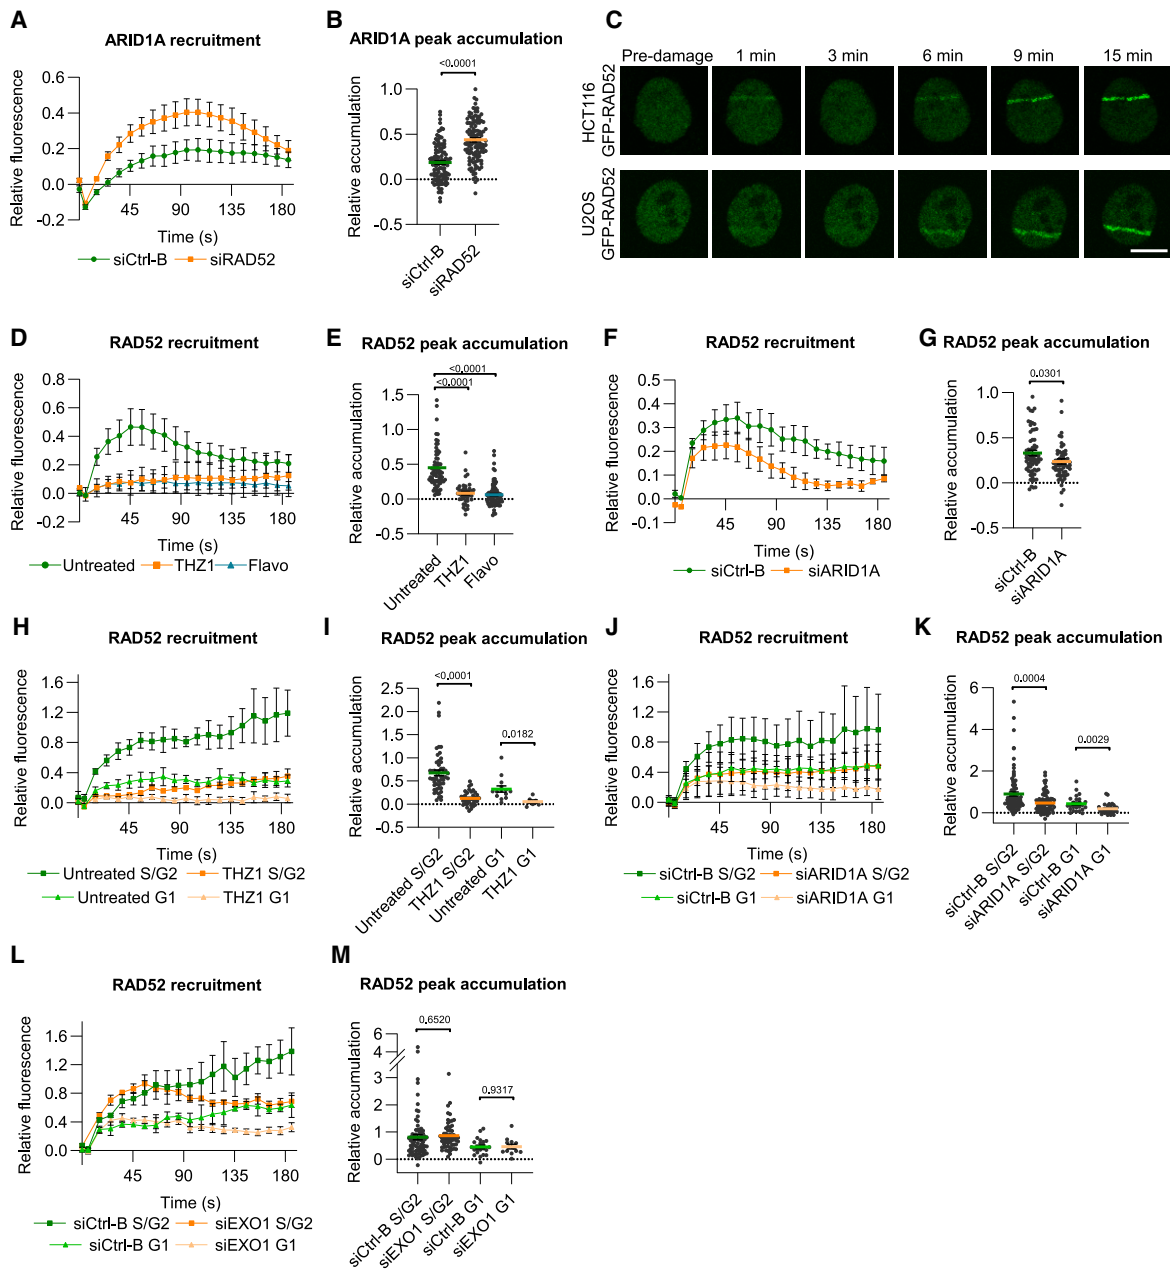 A
ARID1A recruitment
Relative fluorescence
0.6
0.4
0.2
0.0
-0.2
45 90 135 180
Time (s)
siCtrl-B siRAD52
B
ARID1A peak accumulation
<0.0001
Relative accumulation
1.0
0.5
0.0
-0.5
siCtrl-B
siRAD52
C
Pre-damage 1 min 3 min 6 min 9 min 15 min
HCT116
GFP-RAD52
U2OS
GFP-RAD52
D
RAD52 recruitment
Relative fluorescence
0.8
0.6
0.4
0.2
0.0
-0.2
45 90 135 180
Time (s)
Untreated THZ1 Flavo
E
RAD52 peak accumulation
<0.0001
<0.0001
Relative accumulation
1.5
1.0
0.5
0.0
-0.5
Untreated
THZ1
Flavo
F
RAD52 recruitment
Relative fluorescence
0.5
0.4
0.3
0.2
0.1
0.0
-0.1
45 90 135 180
Time (s)
siCtrl-B siARID1A
G
RAD52 peak accumulation
0.0301
Relative accumulation
1.0
0.5
0.0
-0.5
siCtrl-B
siARID1A
H
RAD52 recruitment
Relative fluorescence
1.6
1.2
0.8
0.4
0.0
45 90 135 180
Time (s)
Untreated S/G2 THZ1 S/G2
Untreated G1 THZ1 G1
I
RAD52 peak accumulation
<0.0001
0.0182
Relative accumulation
2.5
2.0
1.5
1.0
0.5
0.0
-0.5
Untreated S/G2
THZ1 S/G2
Untreated G1
THZ1 G1
J
RAD52 recruitment
Relative fluorescence
1.6
1.2
0.8
0.4
0.0
45 90 135 180
Time (s)
siCtrl-B S/G2 siARID1A S/G2
siCtrl-B G1 siARID1A G1
K
RAD52 peak accumulation
0.0004
0.0029
Relative accumulation
6
4
2
0
siCtrl-B S/G2
siARID1A S/G2
siCtrl-B G1
siARID1A G1
L
RAD52 recruitment
Relative fluorescence
1.6
1.2
0.8
0.4
0.0
45 90 135 180
Time (s)
siCtrl-B S/G2 siEXO1 S/G2
siCtrl-B G1 siEXO1 G1
M
RAD52 peak accumulation
0.6520
0.9317
Relative accumulation
6
4
3
2
1
0
siCtrl-B S/G2
siEXO1 S/G2
siCtrl-B G1
siEXO1 G1